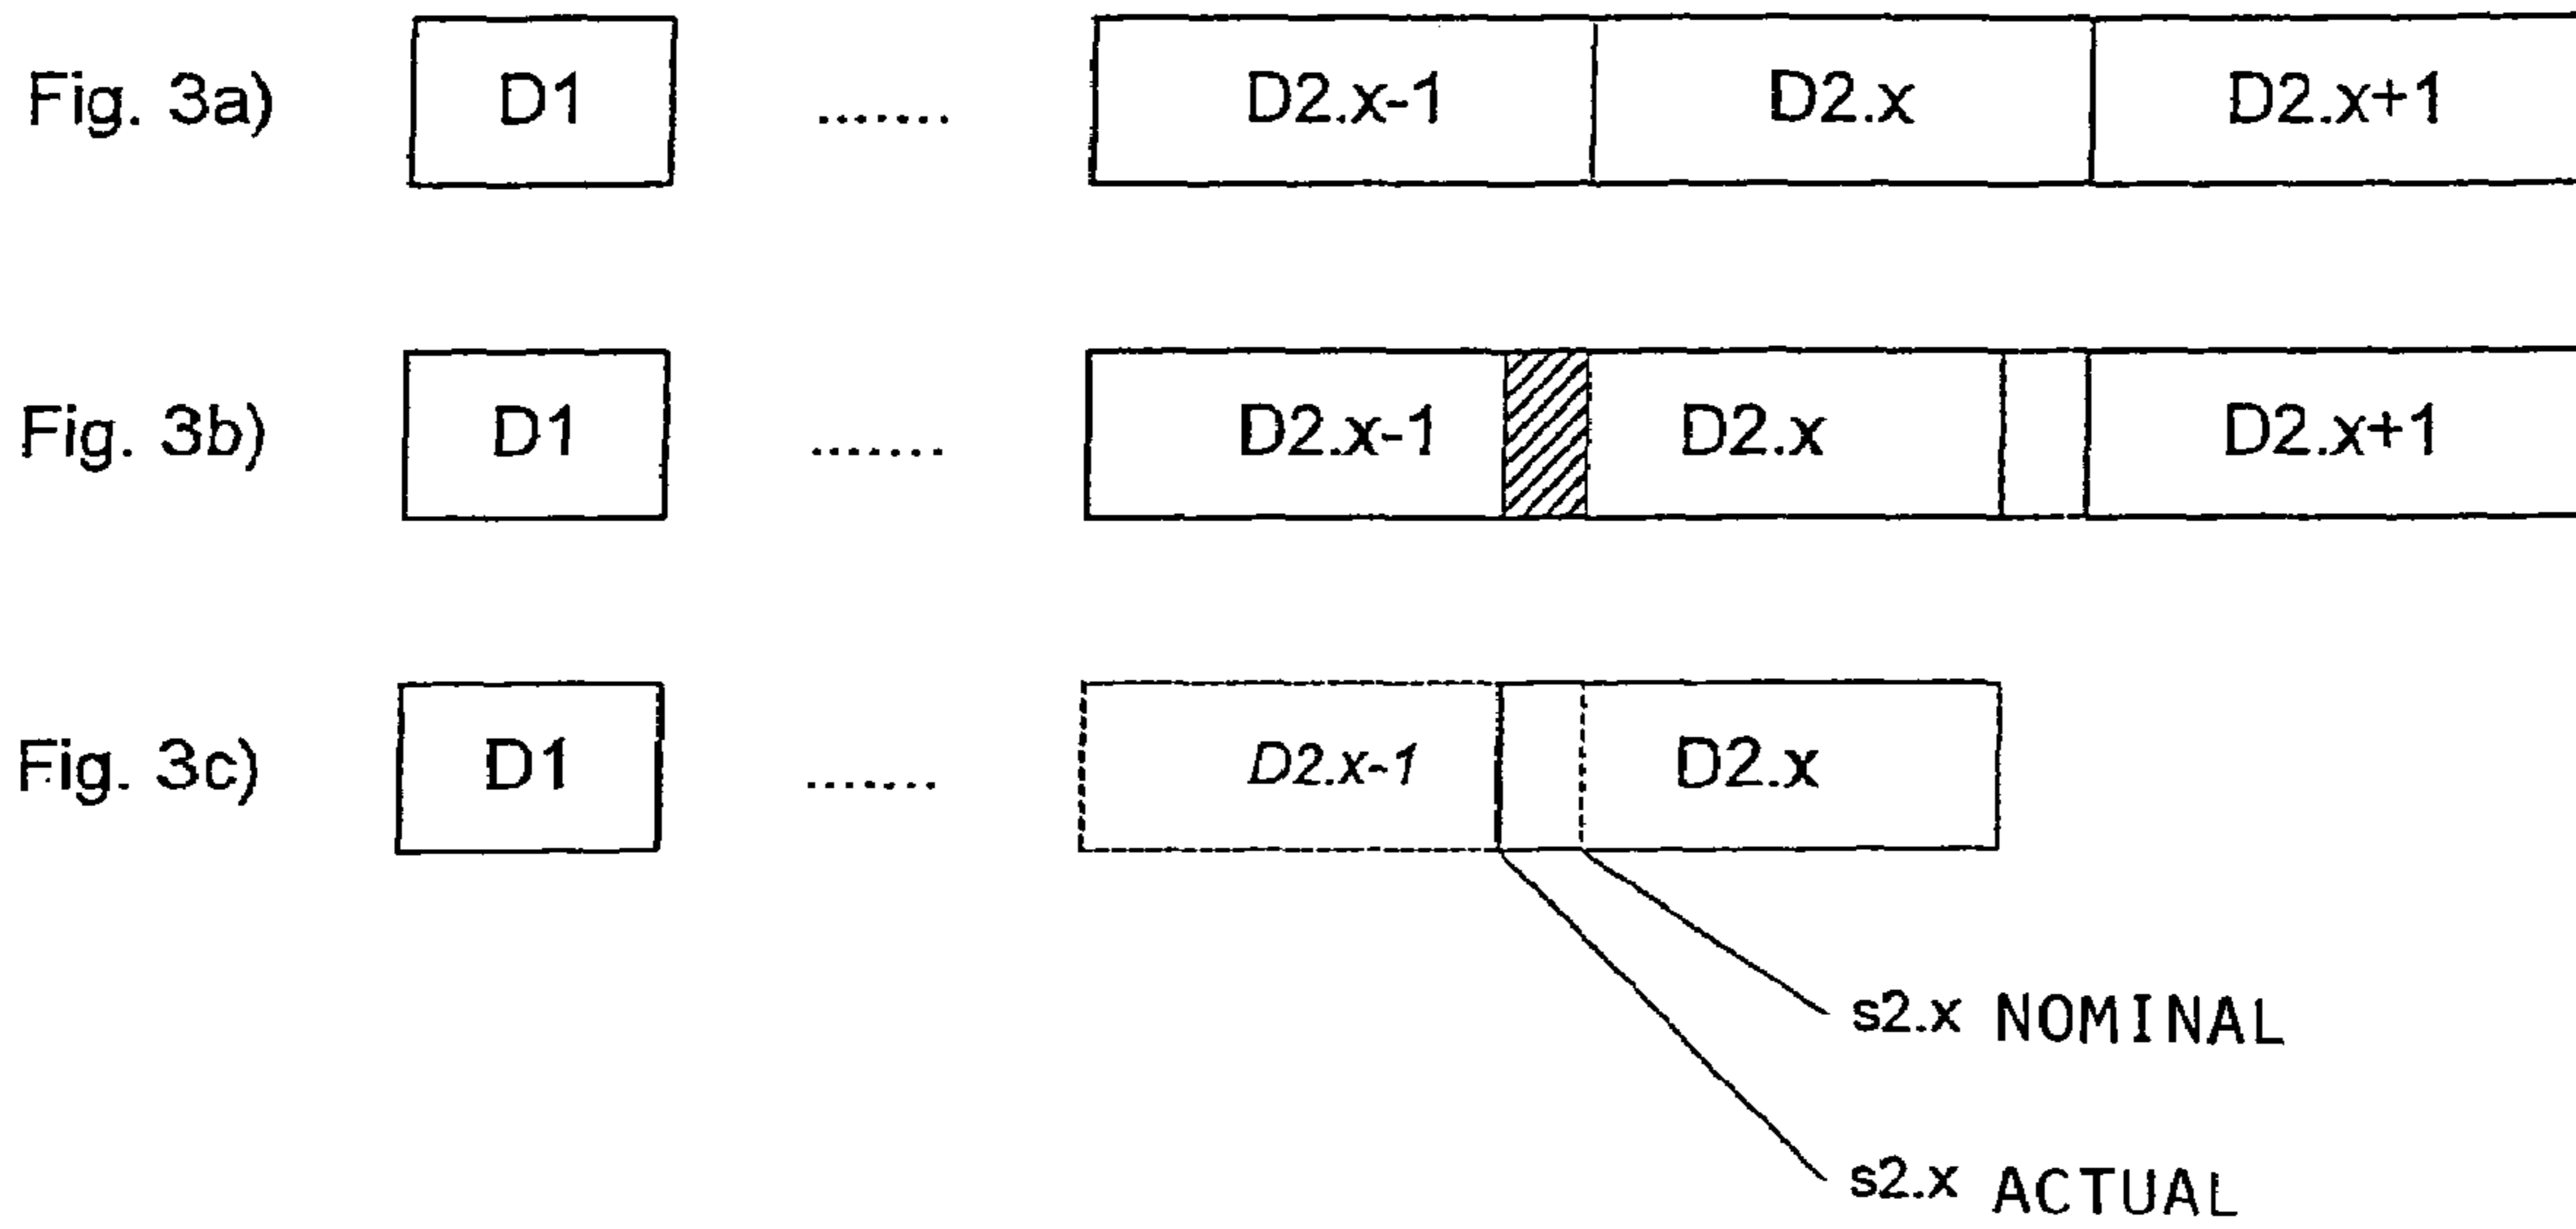 Fig. 3a) D1 ....... D2.x-1 D2.x D2.x+1
Fig. 3b) D1 ....... D2.x-1 D2.x D2.x+1
Fig. 3c) D1 ....... D2.x-1 D2.x
s2.x NOMINAL
s2.x ACTUAL